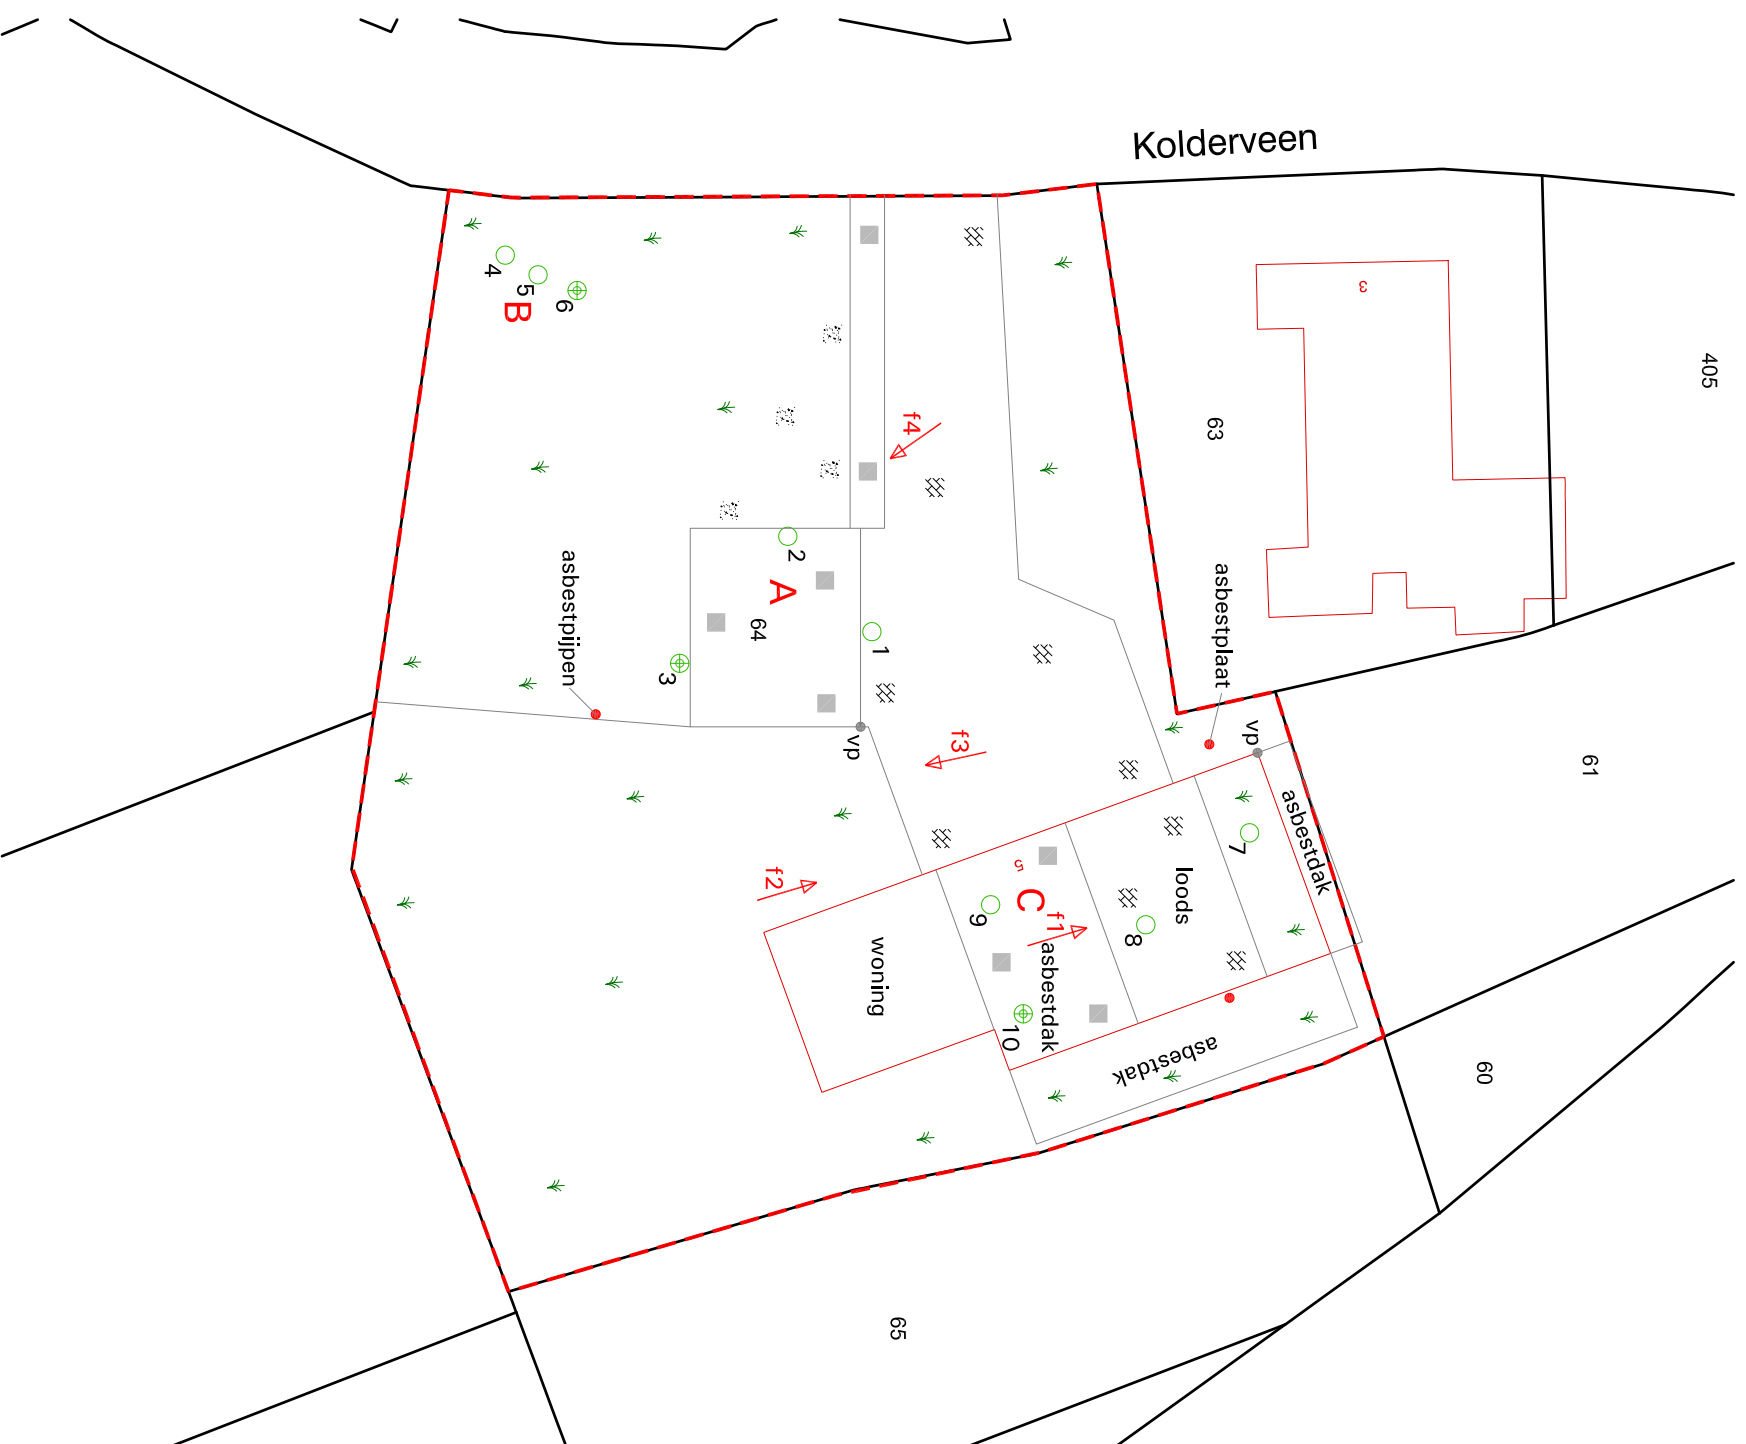 Kolderveen
3
405
63
4
5
6
B
f4
2
A
64
1
3
asbestpijpen
asbestplaat
vp
vp
f3
61
asbestdak
7
loods
5
C
f1
8
9
f2
asbestdak
woning
10
asbestdak
60
65